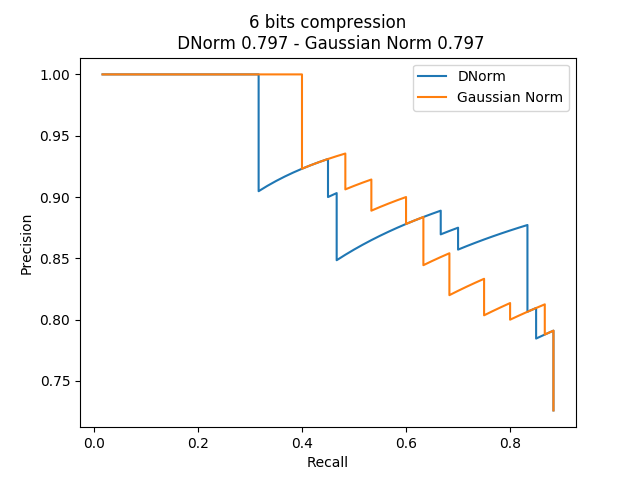 6 bits compression
DNorm 0.797 - Gaussian Norm 0.797
DNorm
Gaussian Norm
1.00
0.95
0.90
0.85
0.80
0.75
Precision
0.0
0.2
0.4
0.6
0.8
Recall